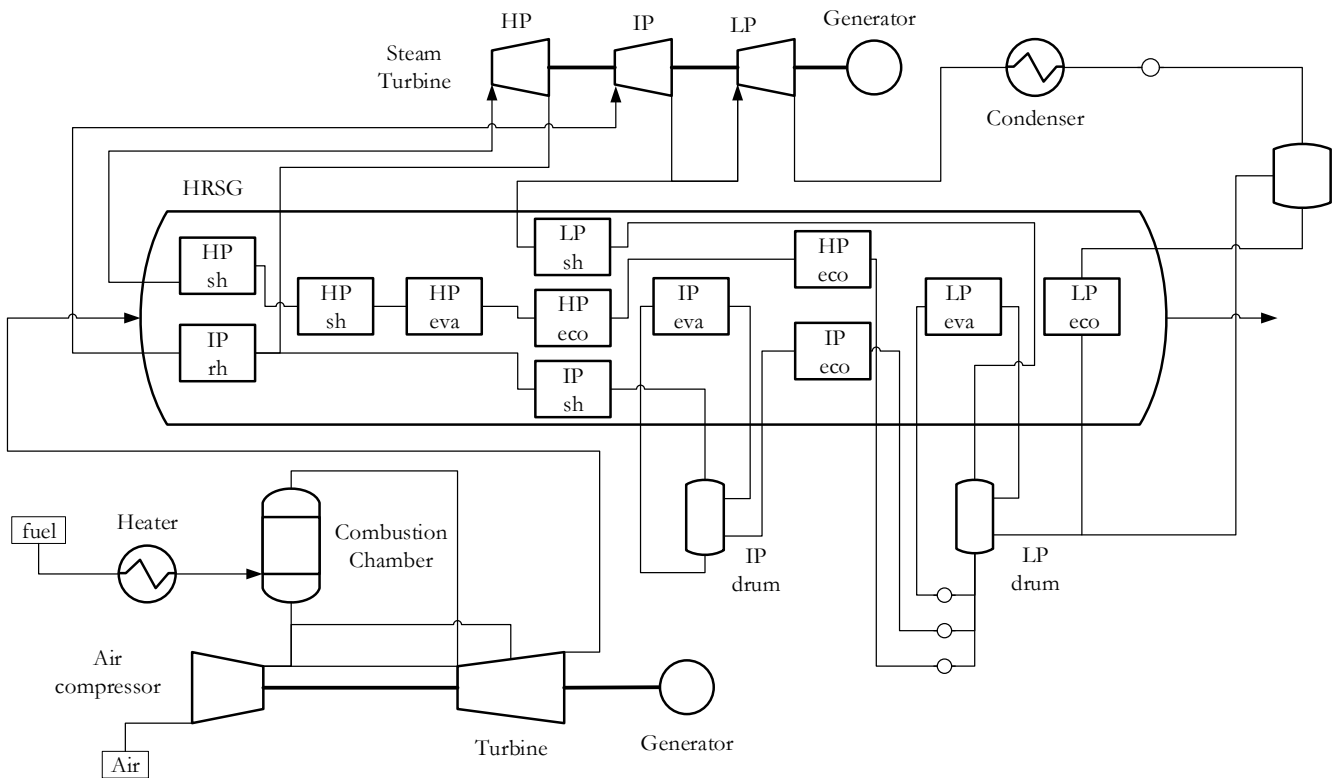 HP
IP
LP
Generator
Steam
Turbine
Condenser
HRSG
HP
sh
LP
sh
HP
eco
HP
sh
HP
eva
HP
eco
IP
eva
LP
eva
LP
eco
IP
rh
IP
eco
IP
sh
fuel
Heater
Combustion
Chamber
IP
drum
LP
drum
Air
compressor
Turbine
Generator
Air